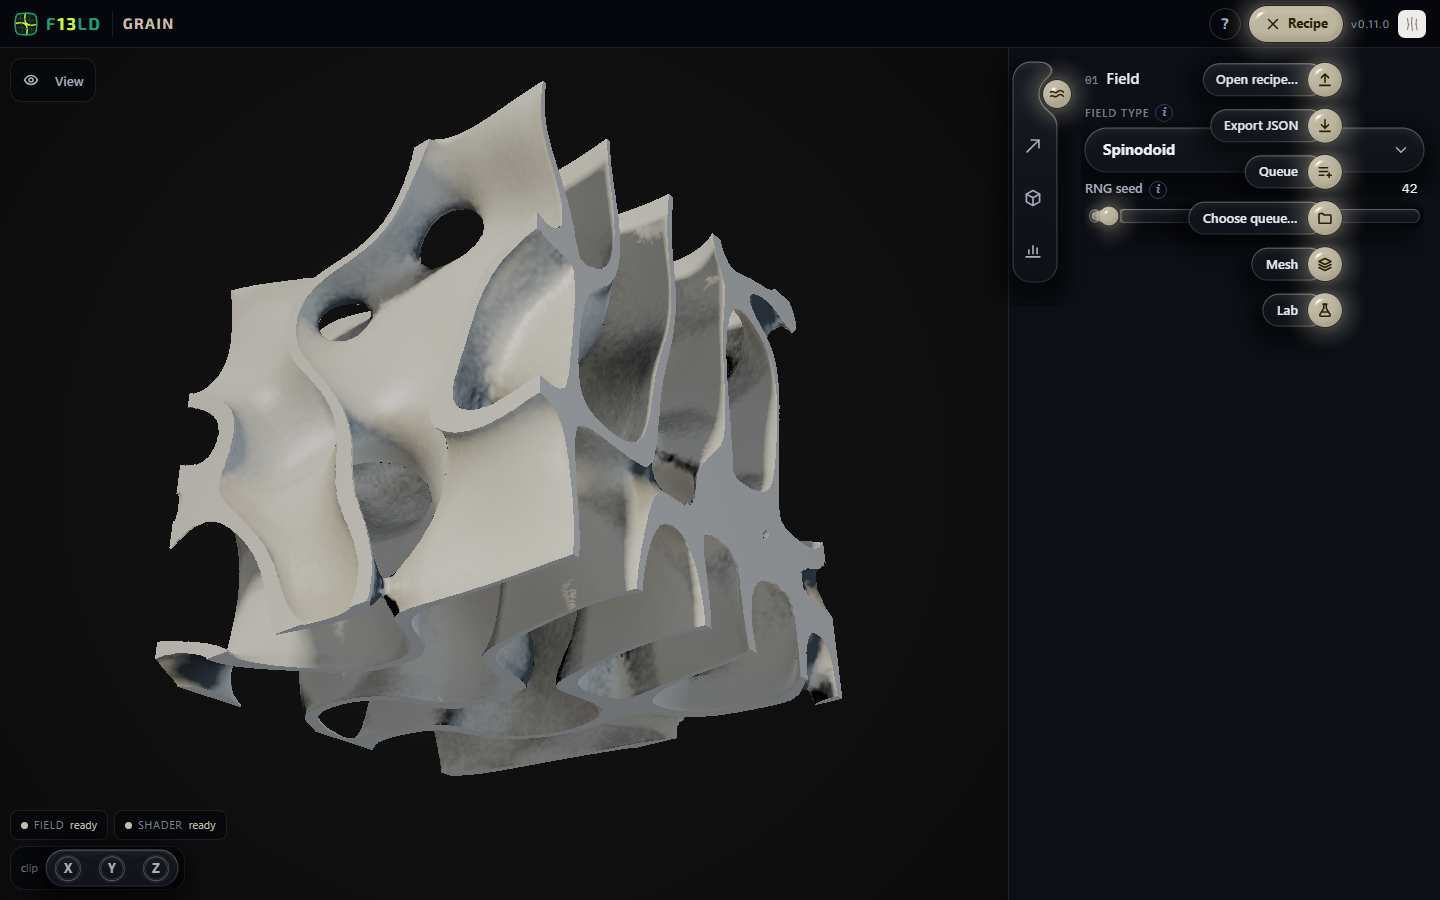 F13LD GRAIN
? Recipe v0.11.0
View
01 Field
Open recipe...
FIELD TYPE i
Export JSON
Spinodoid
Queue
RNG seed i 42
Choose queue...
Mesh
Lab
FIELD ready SHADER ready
clip X Y Z